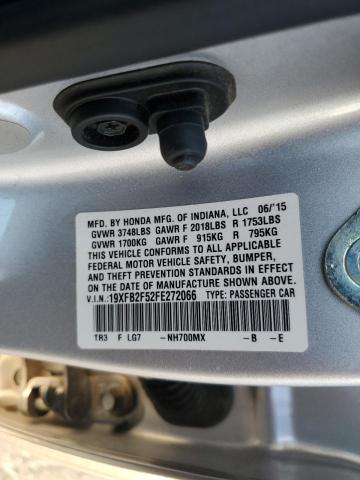 MFD. BY HONDA MFG. OF INDIANA, LLC 06/'15
GVWR 3748LBS GAWR F 2018LBS R 1753LBS
GVWR 1700KG GAWR F 915KG R 795KG
THIS VEHICLE CONFORMS TO ALL APPLICABLE
FEDERAL MOTOR VEHICLE SAFETY, BUMPER,
AND THEFT PREVENTION STANDARDS IN EFFECT
ON THE DATE OF MANUFACTURE SHOWN ABOVE.
V.I.N: 19XFB2F52FE272066 TYPE: PASSENGER CAR
TR3 F LG7 -NH700MX -B -E